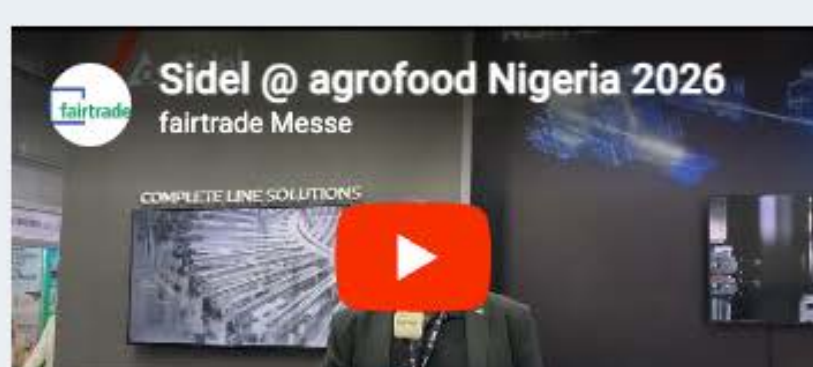 Sidel @ agrofood Nigeria 2026
fairtrade
fairtrade Messe
COMPLETE LINE SOLUTIONS